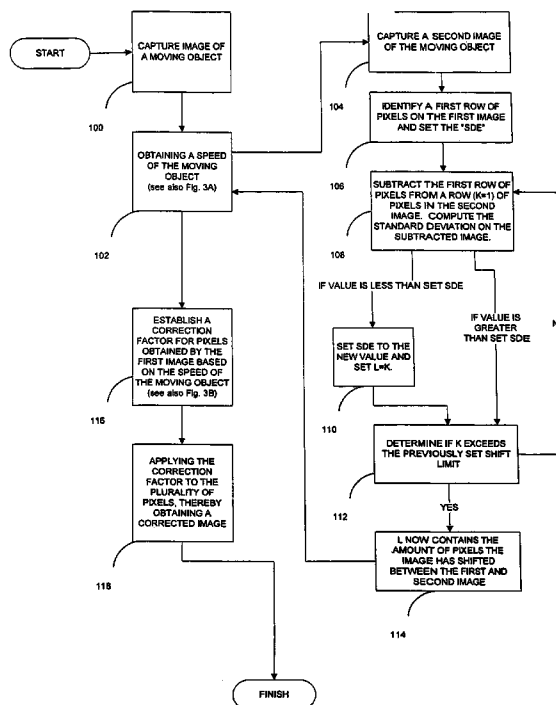 START
CAPTURE IMAGE OF
A MOVING OBJECT
100
OBTAINING A SPEED
OF THE MOVING
OBJECT
(see also Fig. 3A)
102
ESTABLISH A
CORRECTION
FACTOR FOR PIXELS
OBTAINED BY THE
FIRST IMAGE BASED
ON THE SPEED OF
THE MOVING OBJECT
(see also Fig. 3B)
116
APPLYING THE
CORRECTION
FACTOR TO THE
PLURALITY OF
PIXELS, THEREBY
OBTAINING A
CORRECTED IMAGE
118
FINISH
CAPTURE A SECOND IMAGE
OF THE MOVING OBJECT
104
IDENTIFY A FIRST ROW OF
PIXELS ON THE FIRST IMAGE
AND SET THE "SDE"
106
SUBTRACT THE FIRST ROW OF
PIXELS FROM A ROW (K=1) OF
PIXELS IN THE SECOND
IMAGE. COMPUTE THE
STANDARD DEVIATION ON THE
SUBTRACTED IMAGE.
108
IF VALUE IS LESS THAN SET SDE
IF VALUE IS
GREATER
THAN SET SDE
SET SDE TO THE
NEW VALUE AND
SET L=K.
110
DETERMINE IF K EXCEEDS
THE PREVIOUSLY SET SHIFT
LIMIT
112
YES
L NOW CONTAINS THE
AMOUNT OF PIXELS THE
IMAGE HAS SHIFTED
BETWEEN THE FIRST AND
SECOND IMAGE
114